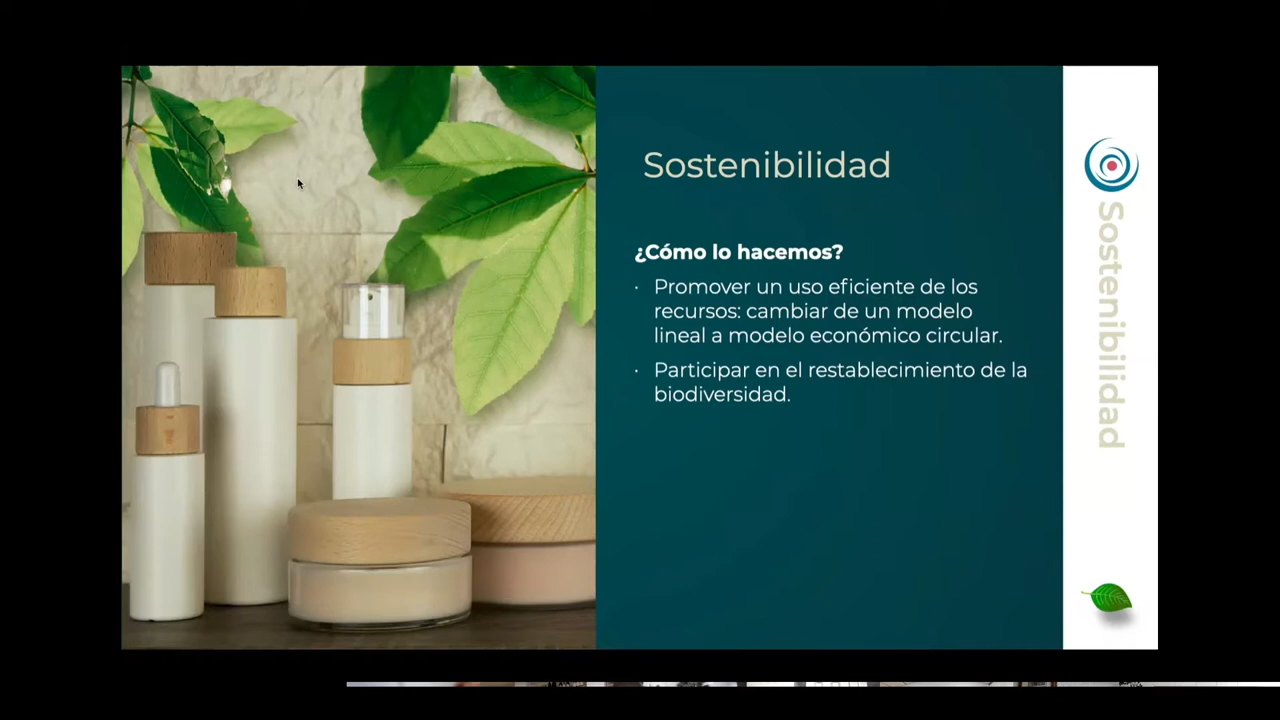 Sostenibilidad
¿Cómo lo hacemos?
· Promover un uso eficiente de los
recursos: cambiar de un modelo
lineal a modelo económico circular.
· Participar en el restablecimiento de la
biodiversidad.
Sostenibilidad